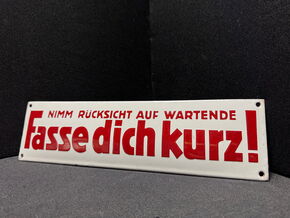 NIMM RÜCKSICHT AUF WARTENDE
Fasse dich kurz!